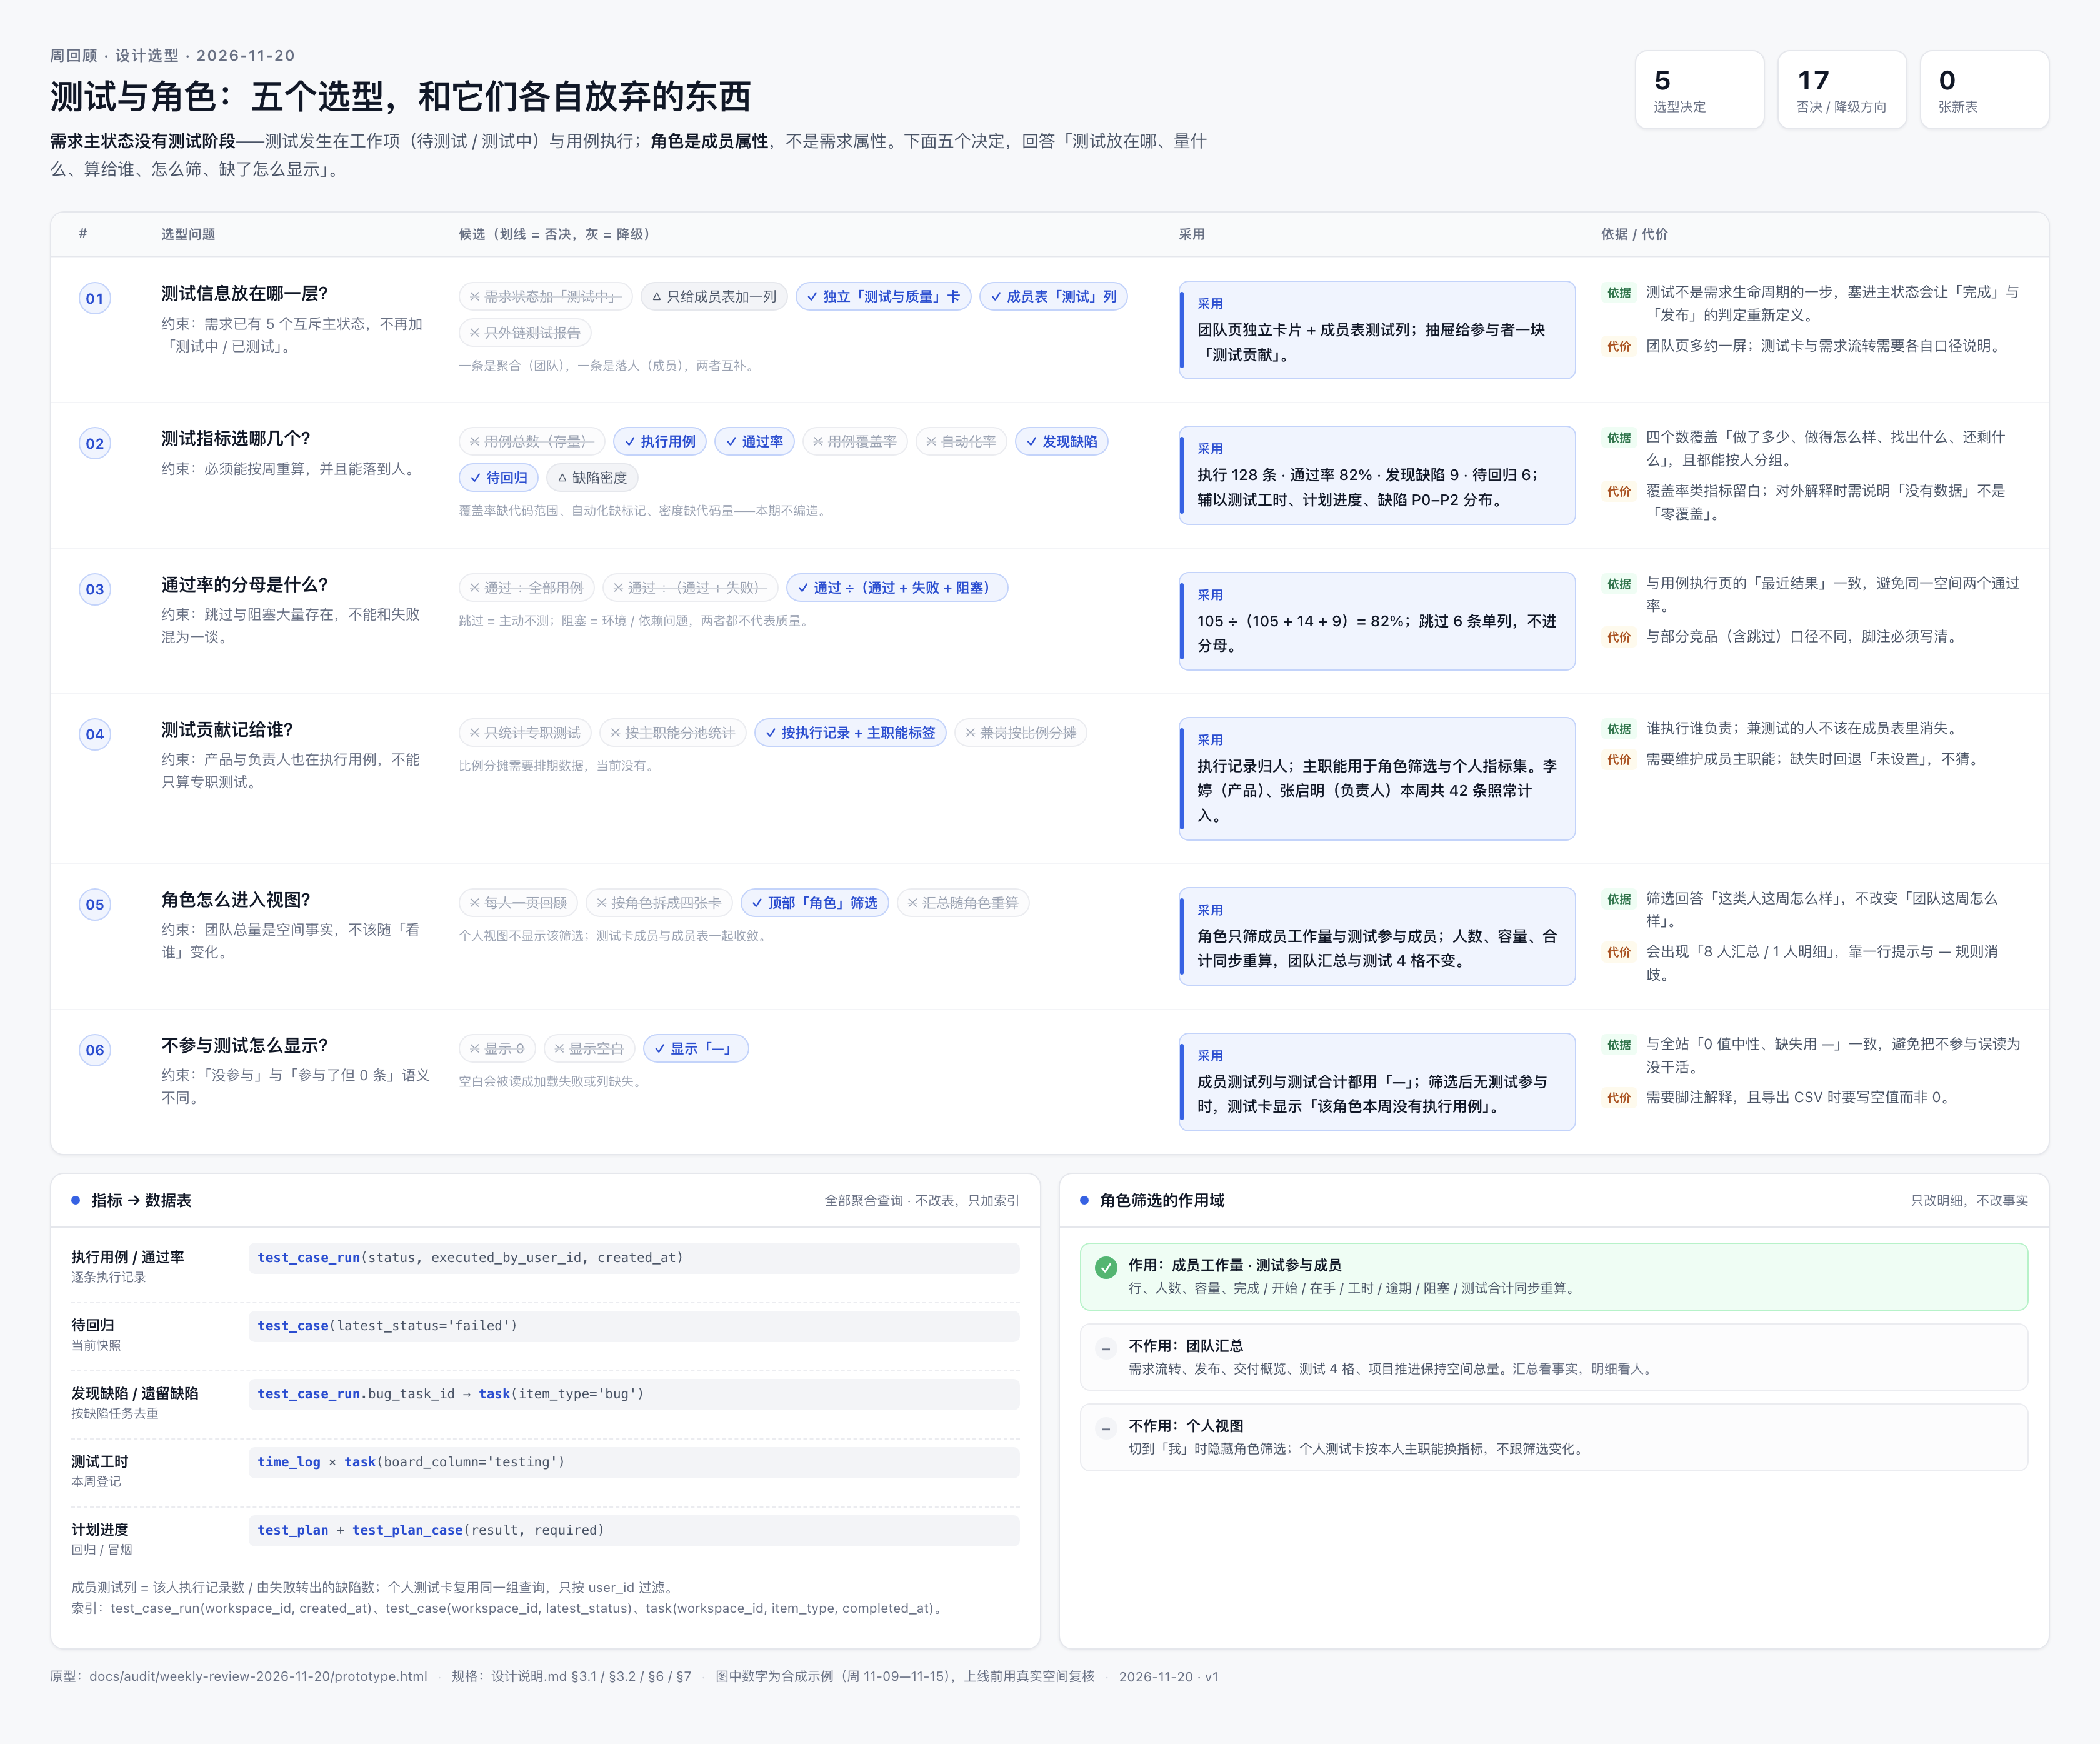 周回顾 · 设计选型 · 2026-11-20
测试与角色：五个选型，和它们各自放弃的东西
需求主状态没有测试阶段——测试发生在工作项（待测试 / 测试中）与用例执行；角色是成员属性，不是需求属性。下面五个决定，回答「测试放在哪、量什
么、算给谁、怎么筛、缺了怎么显示」。
5
选型决定
17
否决 / 降级方向
0
张新表
# 选型问题 候选（划线 = 否决，灰 = 降级） 采用 依据 / 代价
01
测试信息放在哪一层？
约束：需求已有 5 个互斥主状态，不再加
「测试中 / 已测试」。
✕ 需求状态加「测试中」 △ 只给成员表加一列 ✓ 独立「测试与质量」卡 ✓ 成员表「测试」列
✕ 只外链测试报告
一条是聚合（团队），一条是落人（成员），两者互补。
采用
团队页独立卡片 + 成员表测试列；抽屉给参与者一块
「测试贡献」。
依据 测试不是需求生命周期的一步，塞进主状态会让「完成」与
「发布」的判定重新定义。
代价 团队页多约一屏；测试卡与需求流转需要各自口径说明。
02
测试指标选哪几个？
约束：必须能按周重算，并且能落到人。
✕ 用例总数（存量） ✓ 执行用例 ✓ 通过率 ✕ 用例覆盖率 ✕ 自动化率 ✓ 发现缺陷
✓ 待回归 △ 缺陷密度
覆盖率缺代码范围、自动化缺标记、密度缺代码量——本期不编造。
采用
执行 128 条 · 通过率 82% · 发现缺陷 9 · 待回归 6；
辅以测试工时、计划进度、缺陷 P0–P2 分布。
依据 四个数覆盖「做了多少、做得怎么样、找出什么、还剩什
么」，且都能按人分组。
代价 覆盖率类指标留白；对外解释时需说明「没有数据」不是
「零覆盖」。
03
通过率的分母是什么？
约束：跳过与阻塞大量存在，不能和失败
混为一谈。
✕ 通过 ÷ 全部用例 ✕ 通过 ÷（通过 + 失败） ✓ 通过 ÷（通过 + 失败 + 阻塞）
跳过 = 主动不测；阻塞 = 环境 / 依赖问题，两者都不代表质量。
采用
105 ÷（105 + 14 + 9）= 82%；跳过 6 条单列，不进
分母。
依据 与用例执行页的「最近结果」一致，避免同一空间两个通过
率。
代价 与部分竞品（含跳过）口径不同，脚注必须写清。
04
测试贡献记给谁？
约束：产品与负责人也在执行用例，不能
只算专职测试。
✕ 只统计专职测试 ✕ 按主职能分池统计 ✓ 按执行记录 + 主职能标签 ✕ 兼岗按比例分摊
比例分摊需要排期数据，当前没有。
采用
执行记录归人；主职能用于角色筛选与个人指标集。李
婷（产品）、张启明（负责人）本周共 42 条照常计
入。
依据 谁执行谁负责；兼测试的人不该在成员表里消失。
代价 需要维护成员主职能；缺失时回退「未设置」，不猜。
05
角色怎么进入视图？
约束：团队总量是空间事实，不该随「看
谁」变化。
✕ 每人一页回顾 ✕ 按角色拆成四张卡 ✓ 顶部「角色」筛选 ✕ 汇总随角色重算
个人视图不显示该筛选；测试卡成员与成员表一起收敛。
采用
角色只筛成员工作量与测试参与成员；人数、容量、合
计同步重算，团队汇总与测试 4 格不变。
依据 筛选回答「这类人这周怎么样」，不改变「团队这周怎么
样」。
代价 会出现「8 人汇总 / 1 人明细」，靠一行提示与 — 规则消
歧。
06
不参与测试怎么显示？
约束：「没参与」与「参与了但 0 条」语义
不同。
✕ 显示 0 ✕ 显示空白 ✓ 显示「—」
空白会被读成加载失败或列缺失。
采用
成员测试列与测试合计都用「—」；筛选后无测试参与
时，测试卡显示「该角色本周没有执行用例」。
依据 与全站「0 值中性、缺失用 —」一致，避免把不参与误读为
没干活。
代价 需要脚注解释，且导出 CSV 时要写空值而非 0。
指标 → 数据表 全部聚合查询 · 不改表，只加索引
执行用例 / 通过率 test_case_run(status, executed_by_user_id, created_at)
逐条执行记录
待回归 test_case(latest_status='failed')
当前快照
发现缺陷 / 遗留缺陷 test_case_run.bug_task_id → task(item_type='bug')
按缺陷任务去重
测试工时 time_log × task(board_column='testing')
本周登记
计划进度 test_plan + test_plan_case(result, required)
回归 / 冒烟
成员测试列 = 该人执行记录数 / 由失败转出的缺陷数；个人测试卡复用同一组查询，只按 user_id 过滤。
索引：test_case_run(workspace_id, created_at)、test_case(workspace_id, latest_status)、task(workspace_id, item_type, completed_at)。
角色筛选的作用域 只改明细，不改事实
作用：成员工作量 · 测试参与成员
行、人数、容量、完成 / 开始 / 在手 / 工时 / 逾期 / 阻塞 / 测试合计同步重算。
不作用：团队汇总
需求流转、发布、交付概览、测试 4 格、项目推进保持空间总量。汇总看事实，明细看人。
不作用：个人视图
切到「我」时隐藏角色筛选；个人测试卡按本人主职能换指标，不跟筛选变化。
原型：docs/audit/weekly-review-2026-11-20/prototype.html · 规格：设计说明.md §3.1 / §3.2 / §6 / §7 · 图中数字为合成示例（周 11-09—11-15），上线前用真实空间复核 · 2026-11-20 · v1